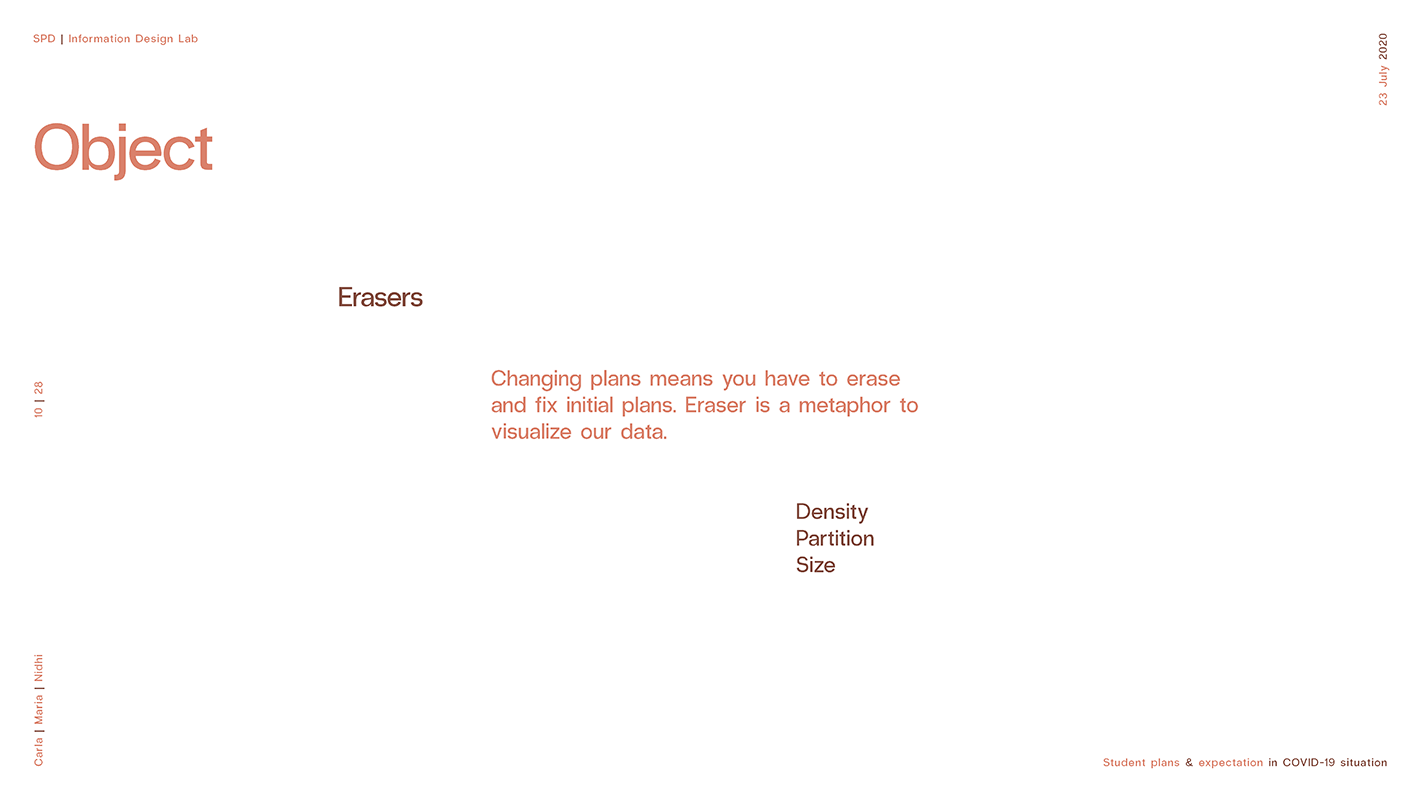 SPD | Information Design Lab
23 July 2020
Object
Erasers
Changing plans means you have to erase
and fix initial plans. Eraser is a metaphor to
visualize our data.
10 | 28
Density
Partition
Size
Carla | Maria | Nidhi
Student plans & expectation in COVID-19 situation